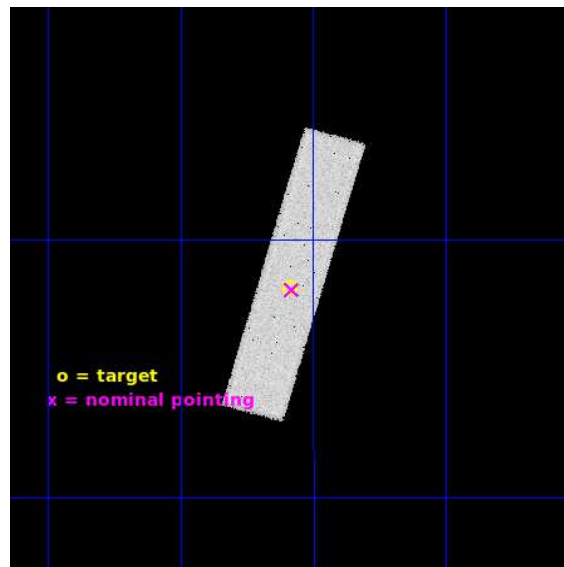 o = target
x = nominal pointing